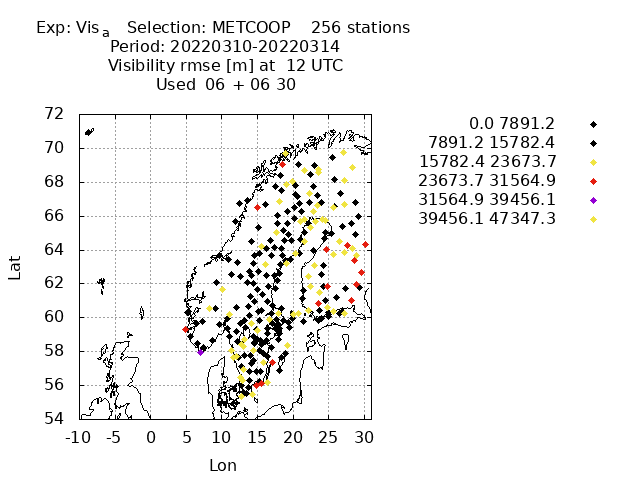 Exp: Vis a Selection: METCOOP 256 stations
Period: 20220310-20220314
Visibility rmse [m] at 12 UTC
Used 06 + 06 30
0.0 7891.2
7891.2 15782.4
15782.4 23673.7
23673.7 31564.9
31564.9 39456.1
39456.1 47347.3
72
70
68
66
64
62
60
58
56
54
Lat
-10 -5 0 5 10 15 20 25 30
Lon